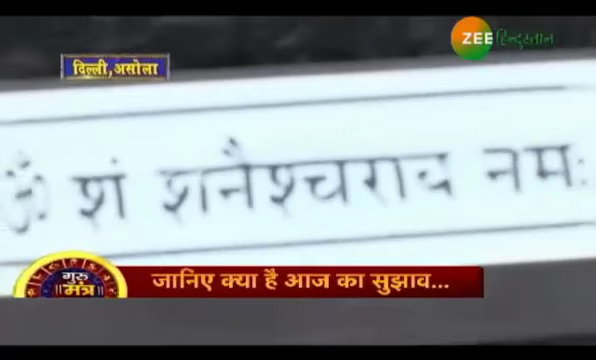 ZEE हिन्दुस्तान
दिल्ली,असोला
ॐ शं शनैश्चराय नमः
गुरु
॥मंत्र॥
जानिए क्या है आज का सुझाव...